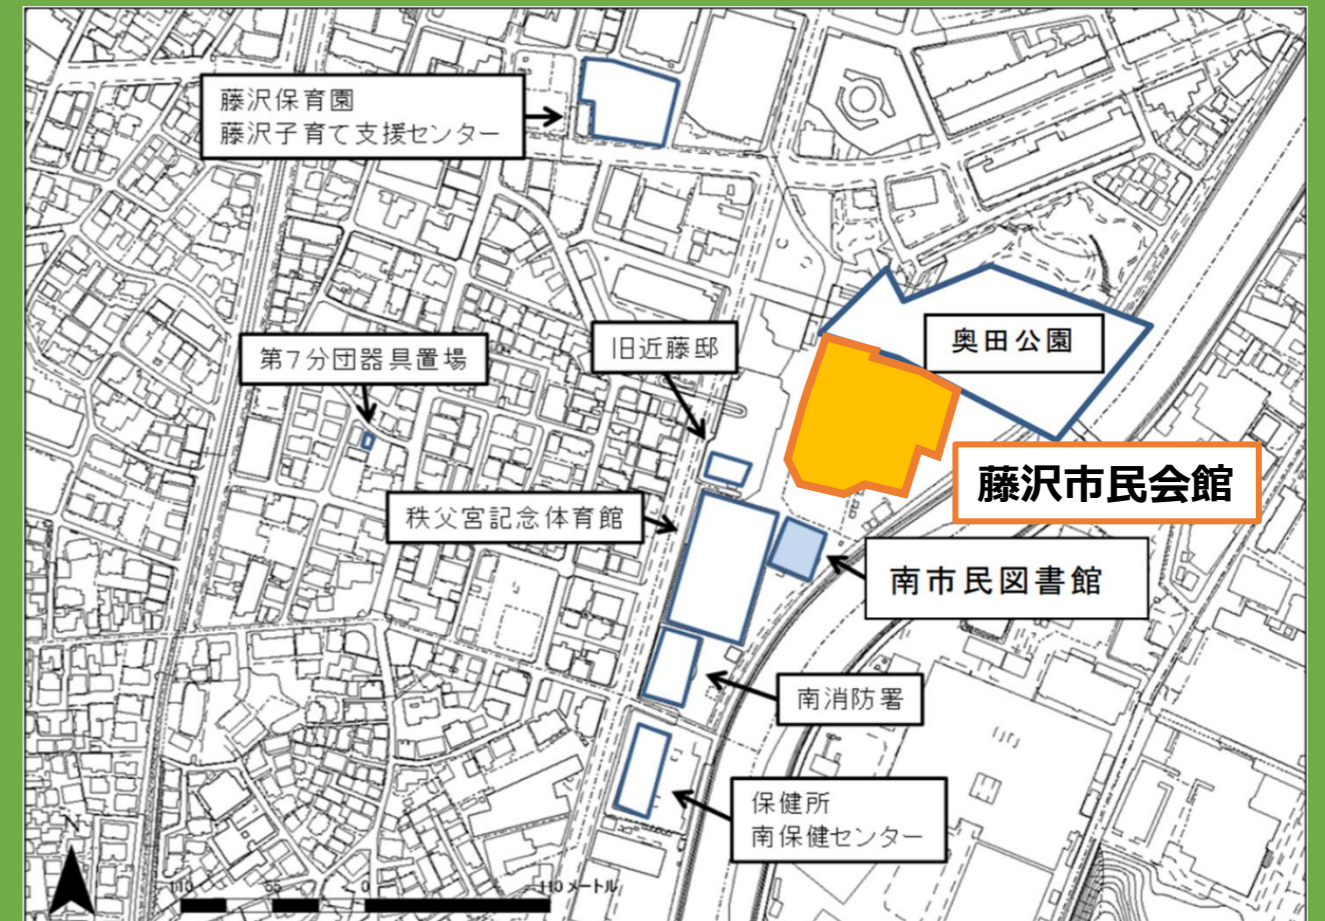 藤沢保育園
藤沢子育て支援センター
奥田公園
旧近藤邸
第7分団器具置場
藤沢市民会館
秩父宮記念体育館
南市民図書館
南消防署
保健所
南保健センター
N
110 55 0 110 メートル